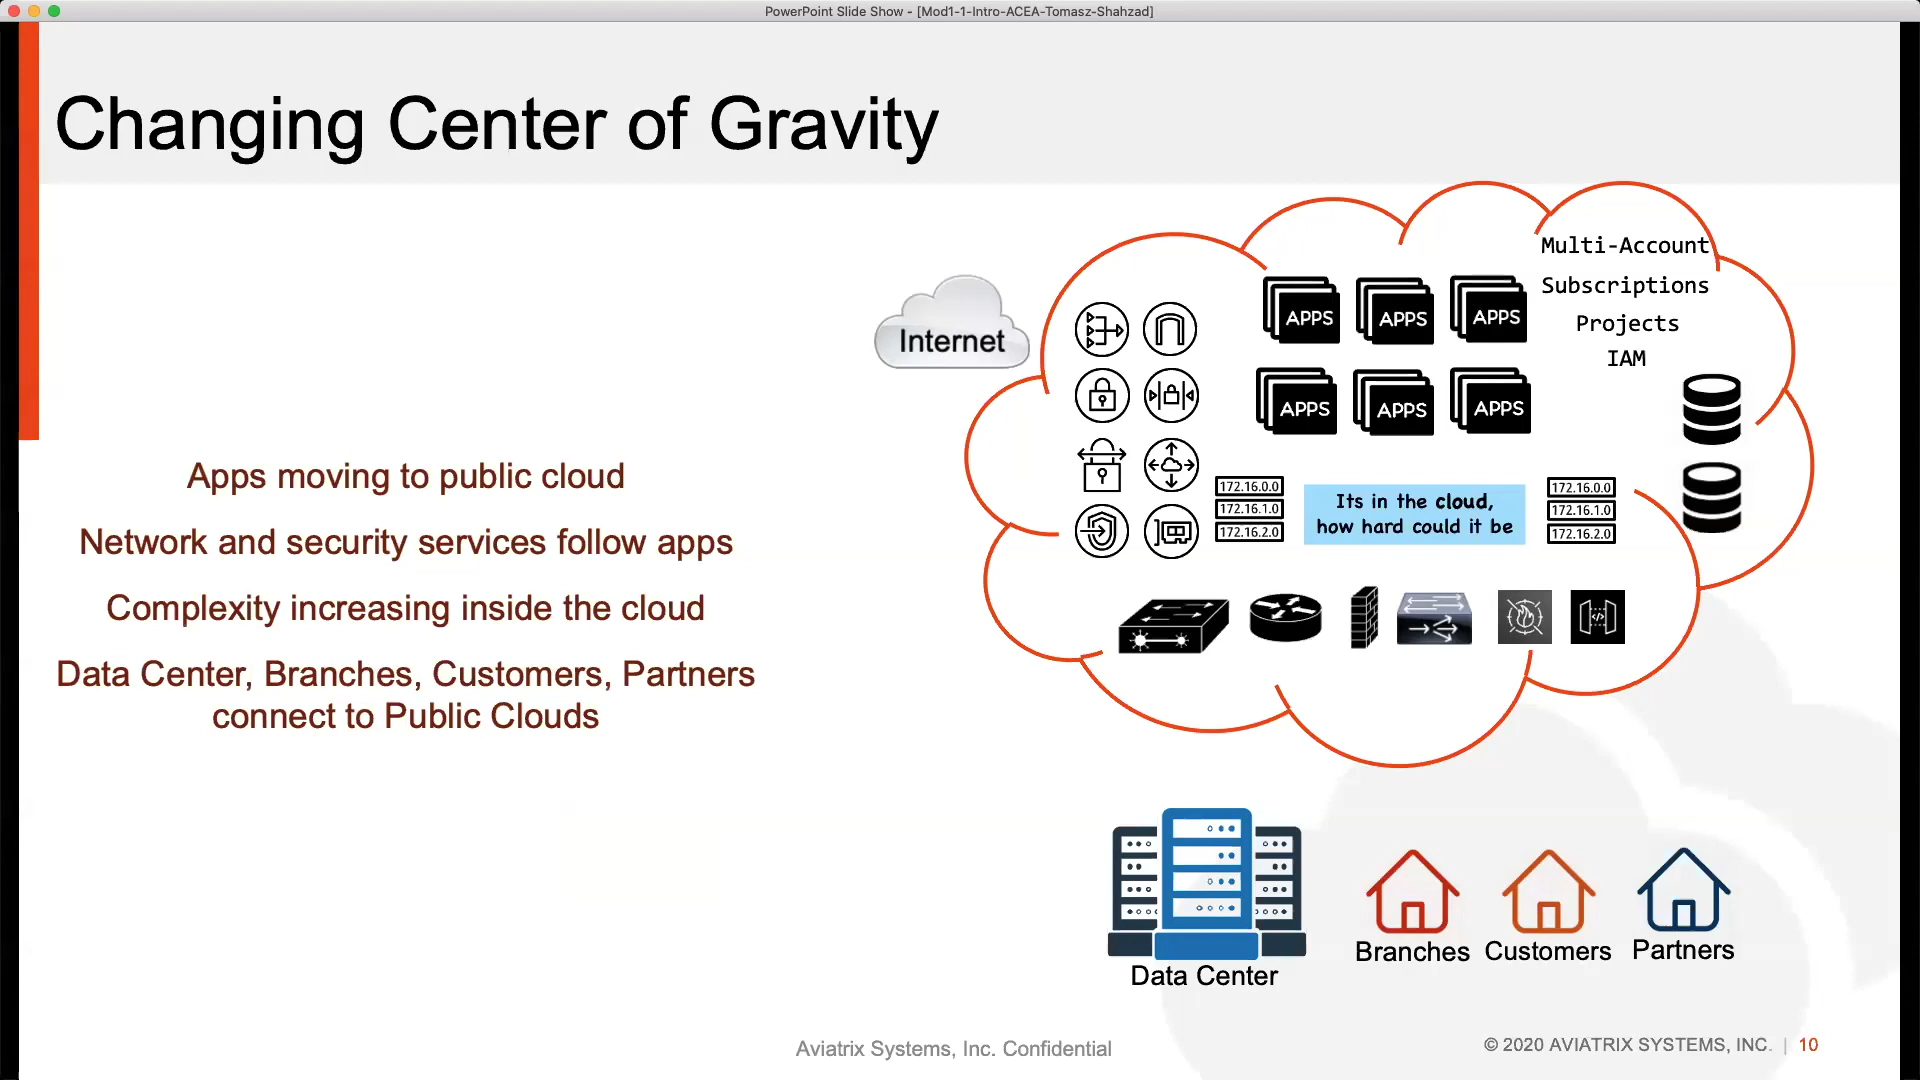 PowerPoint Slide Show - [Mod1-1-Intro-ACEA-Tomasz-Shahzad]
Changing Center of Gravity
Apps moving to public cloud
Network and security services follow apps
Complexity increasing inside the cloud
Data Center, Branches, Customers, Partners
connect to Public Clouds
Internet
Multi-Account
Subscriptions
Projects
IAM
APPS APPS APPS
APPS APPS APPS
172.16.0.0
172.16.1.0
172.16.2.0
Its in the cloud,
how hard could it be
172.16.0.0
172.16.1.0
172.16.2.0
</>
Data Center
Branches Customers Partners
Aviatrix Systems, Inc. Confidential
© 2020 AVIATRIX SYSTEMS, INC. | 10